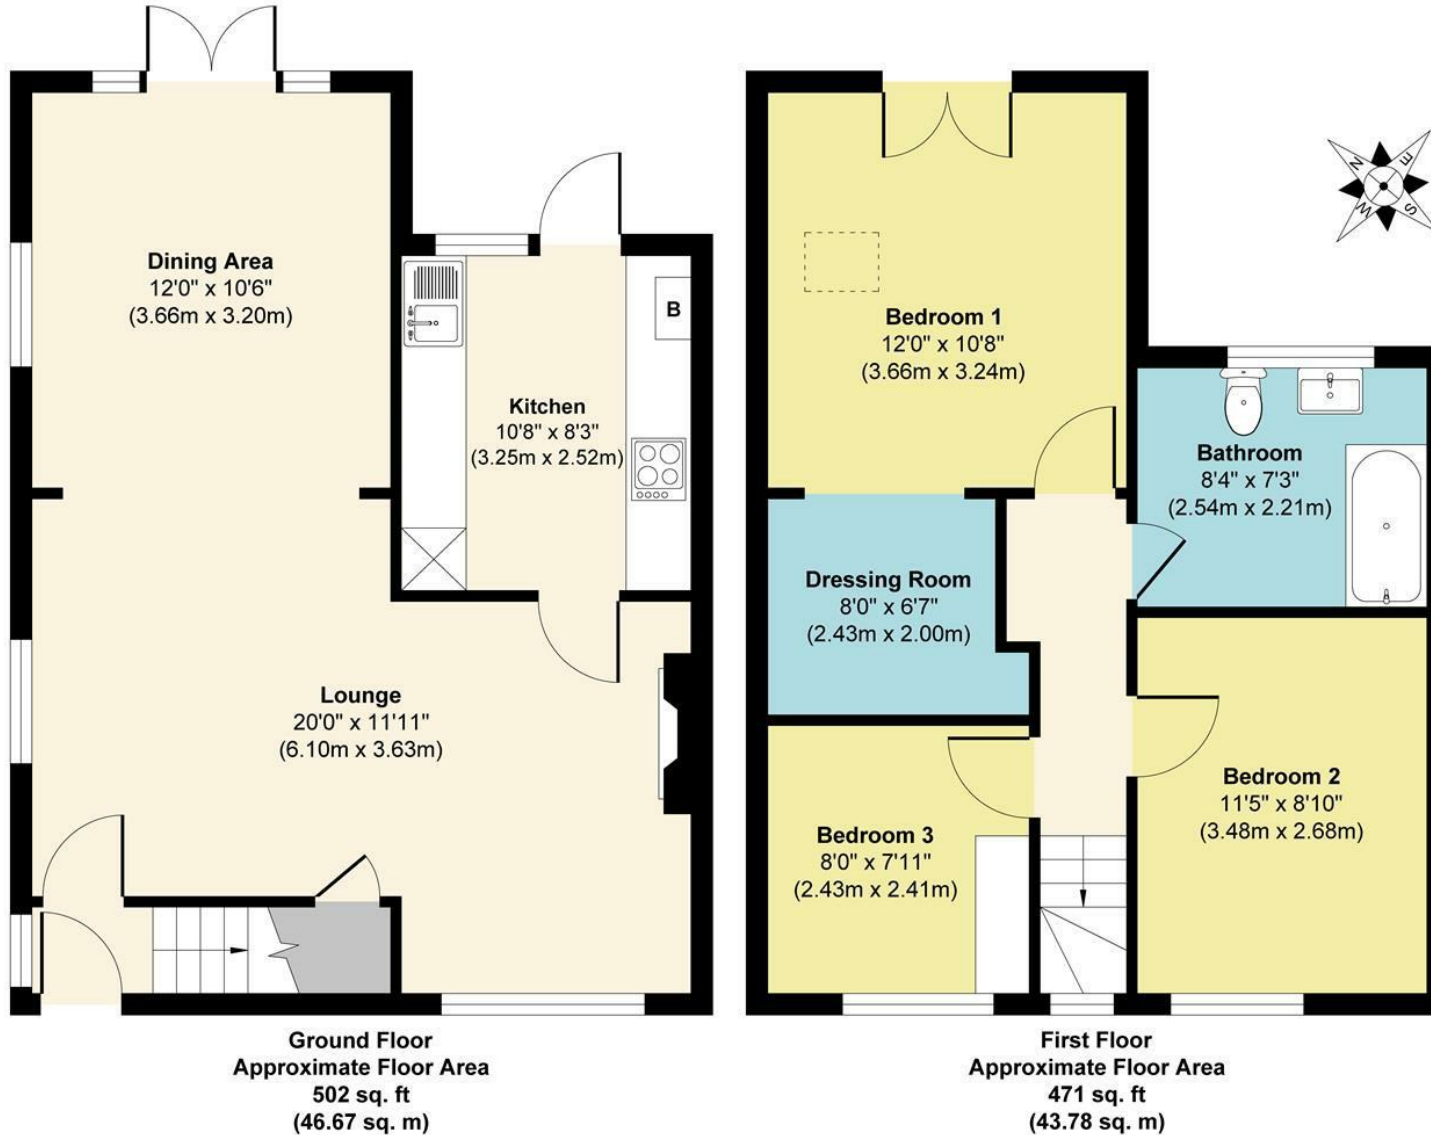 Dining Area
12'0" x 10'6"
(3.66m x 3.20m)
B
Kitchen
10'8" x 8'3"
(3.25m x 2.52m)
Lounge
20'0" x 11'11"
(6.10m x 3.63m)
Ground Floor
Approximate Floor Area
502 sq. ft
(46.67 sq. m)
N
E
W
S
Bedroom 1
12'0" x 10'8"
(3.66m x 3.24m)
Bathroom
8'4" x 7'3"
(2.54m x 2.21m)
Dressing Room
8'0" x 6'7"
(2.43m x 2.00m)
Bedroom 2
11'5" x 8'10"
(3.48m x 2.68m)
Bedroom 3
8'0" x 7'11"
(2.43m x 2.41m)
First Floor
Approximate Floor Area
471 sq. ft
(43.78 sq. m)